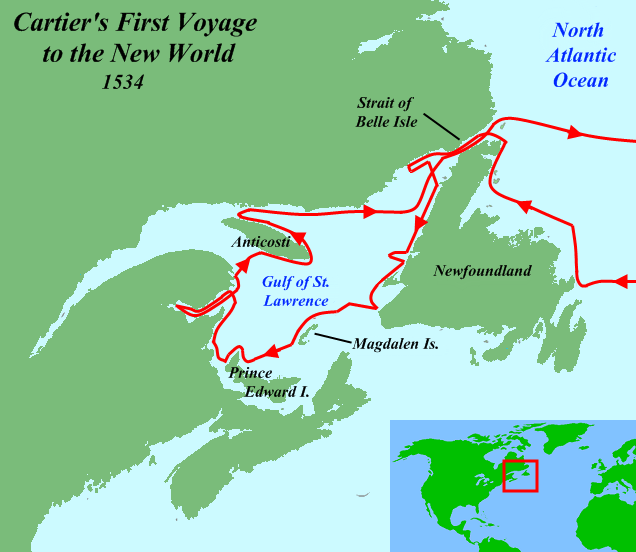 Cartier's First Voyage
to the New World
1534
North
Atlantic
Ocean
Strait of
Belle Isle
Anticosti
Gulf of St.
Lawrence
Newfoundland
Magdalen Is.
Prince
Edward I.